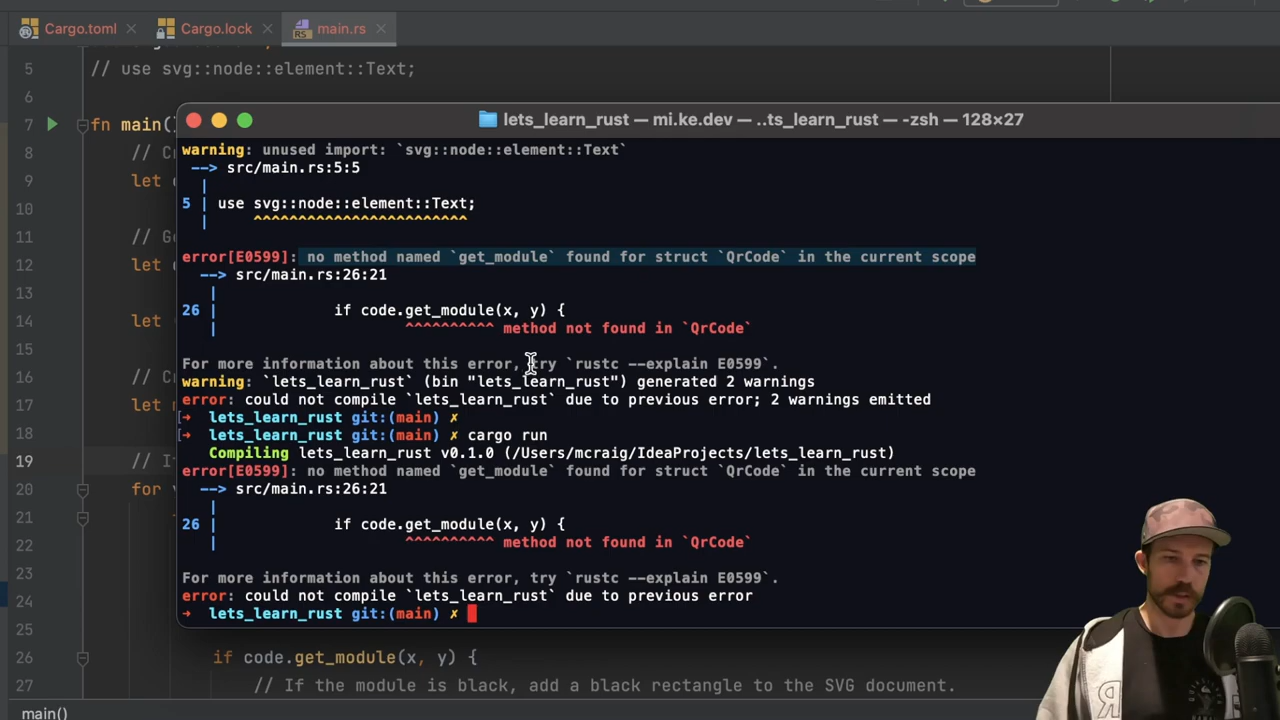 Cargo.toml
Cargo.lock
main.rs
5 // use svg::node::element::Text;
6
7 fn main()
8
9 let
10
11
12 let
13
14 let
15
16
17 let
18
19
20 for
21
22
23
24
25
26 if code.get_module(x, y) {
27 // If the module is black, add a black rectangle to the SVG document.
main()
lets_learn_rust — mi.ke.dev — ..ts_learn_rust — -zsh — 128×27
warning: unused import: `svg::node::element::Text`
--> src/main.rs:5:5
|
5 | use svg::node::element::Text;
| ^^^^^^^^^^^^^^^^^^^^^^^^
error[E0599]: no method named `get_module` found for struct `QrCode` in the current scope
--> src/main.rs:26:21
|
26 | if code.get_module(x, y) {
| ^^^^^^^^^^ method not found in `QrCode`
For more information about this error, try `rustc --explain E0599`.
warning: `lets_learn_rust` (bin "lets_learn_rust") generated 2 warnings
error: could not compile `lets_learn_rust` due to previous error; 2 warnings emitted
[➜ lets_learn_rust git:(main) ✗
[➜ lets_learn_rust git:(main) ✗ cargo run
Compiling lets_learn_rust v0.1.0 (/Users/mcraig/IdeaProjects/lets_learn_rust)
error[E0599]: no method named `get_module` found for struct `QrCode` in the current scope
--> src/main.rs:26:21
|
26 | if code.get_module(x, y) {
| ^^^^^^^^^^ method not found in `QrCode`
For more information about this error, try `rustc --explain E0599`.
error: could not compile `lets_learn_rust` due to previous error
➜ lets_learn_rust git:(main) ✗